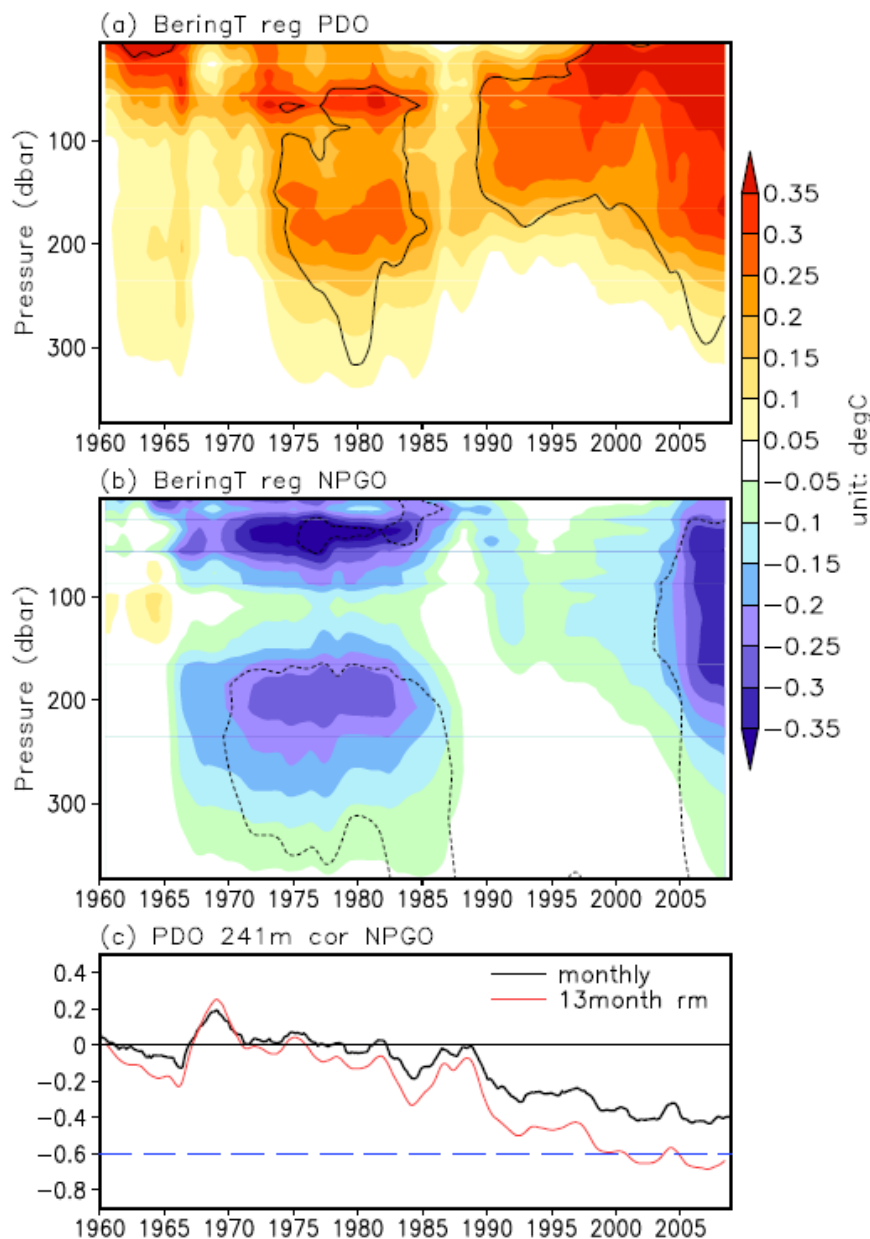 (a) BeringT reg PDO
Pressure (dbar)
100
200
300
1960 1965 1970 1975 1980 1985 1990 1995 2000 2005
(b) BeringT reg NPGO
Pressure (dbar)
100
200
300
1960 1965 1970 1975 1980 1985 1990 1995 2000 2005
0.35
0.3
0.25
0.2
0.15
0.1
0.05
-0.05
-0.1
-0.15
-0.2
-0.25
-0.3
-0.35
unit: degC
(c) PDO 241m cor NPGO
monthly
13month rm
0.4
0.2
0
-0.2
-0.4
-0.6
-0.8
1960 1965 1970 1975 1980 1985 1990 1995 2000 2005